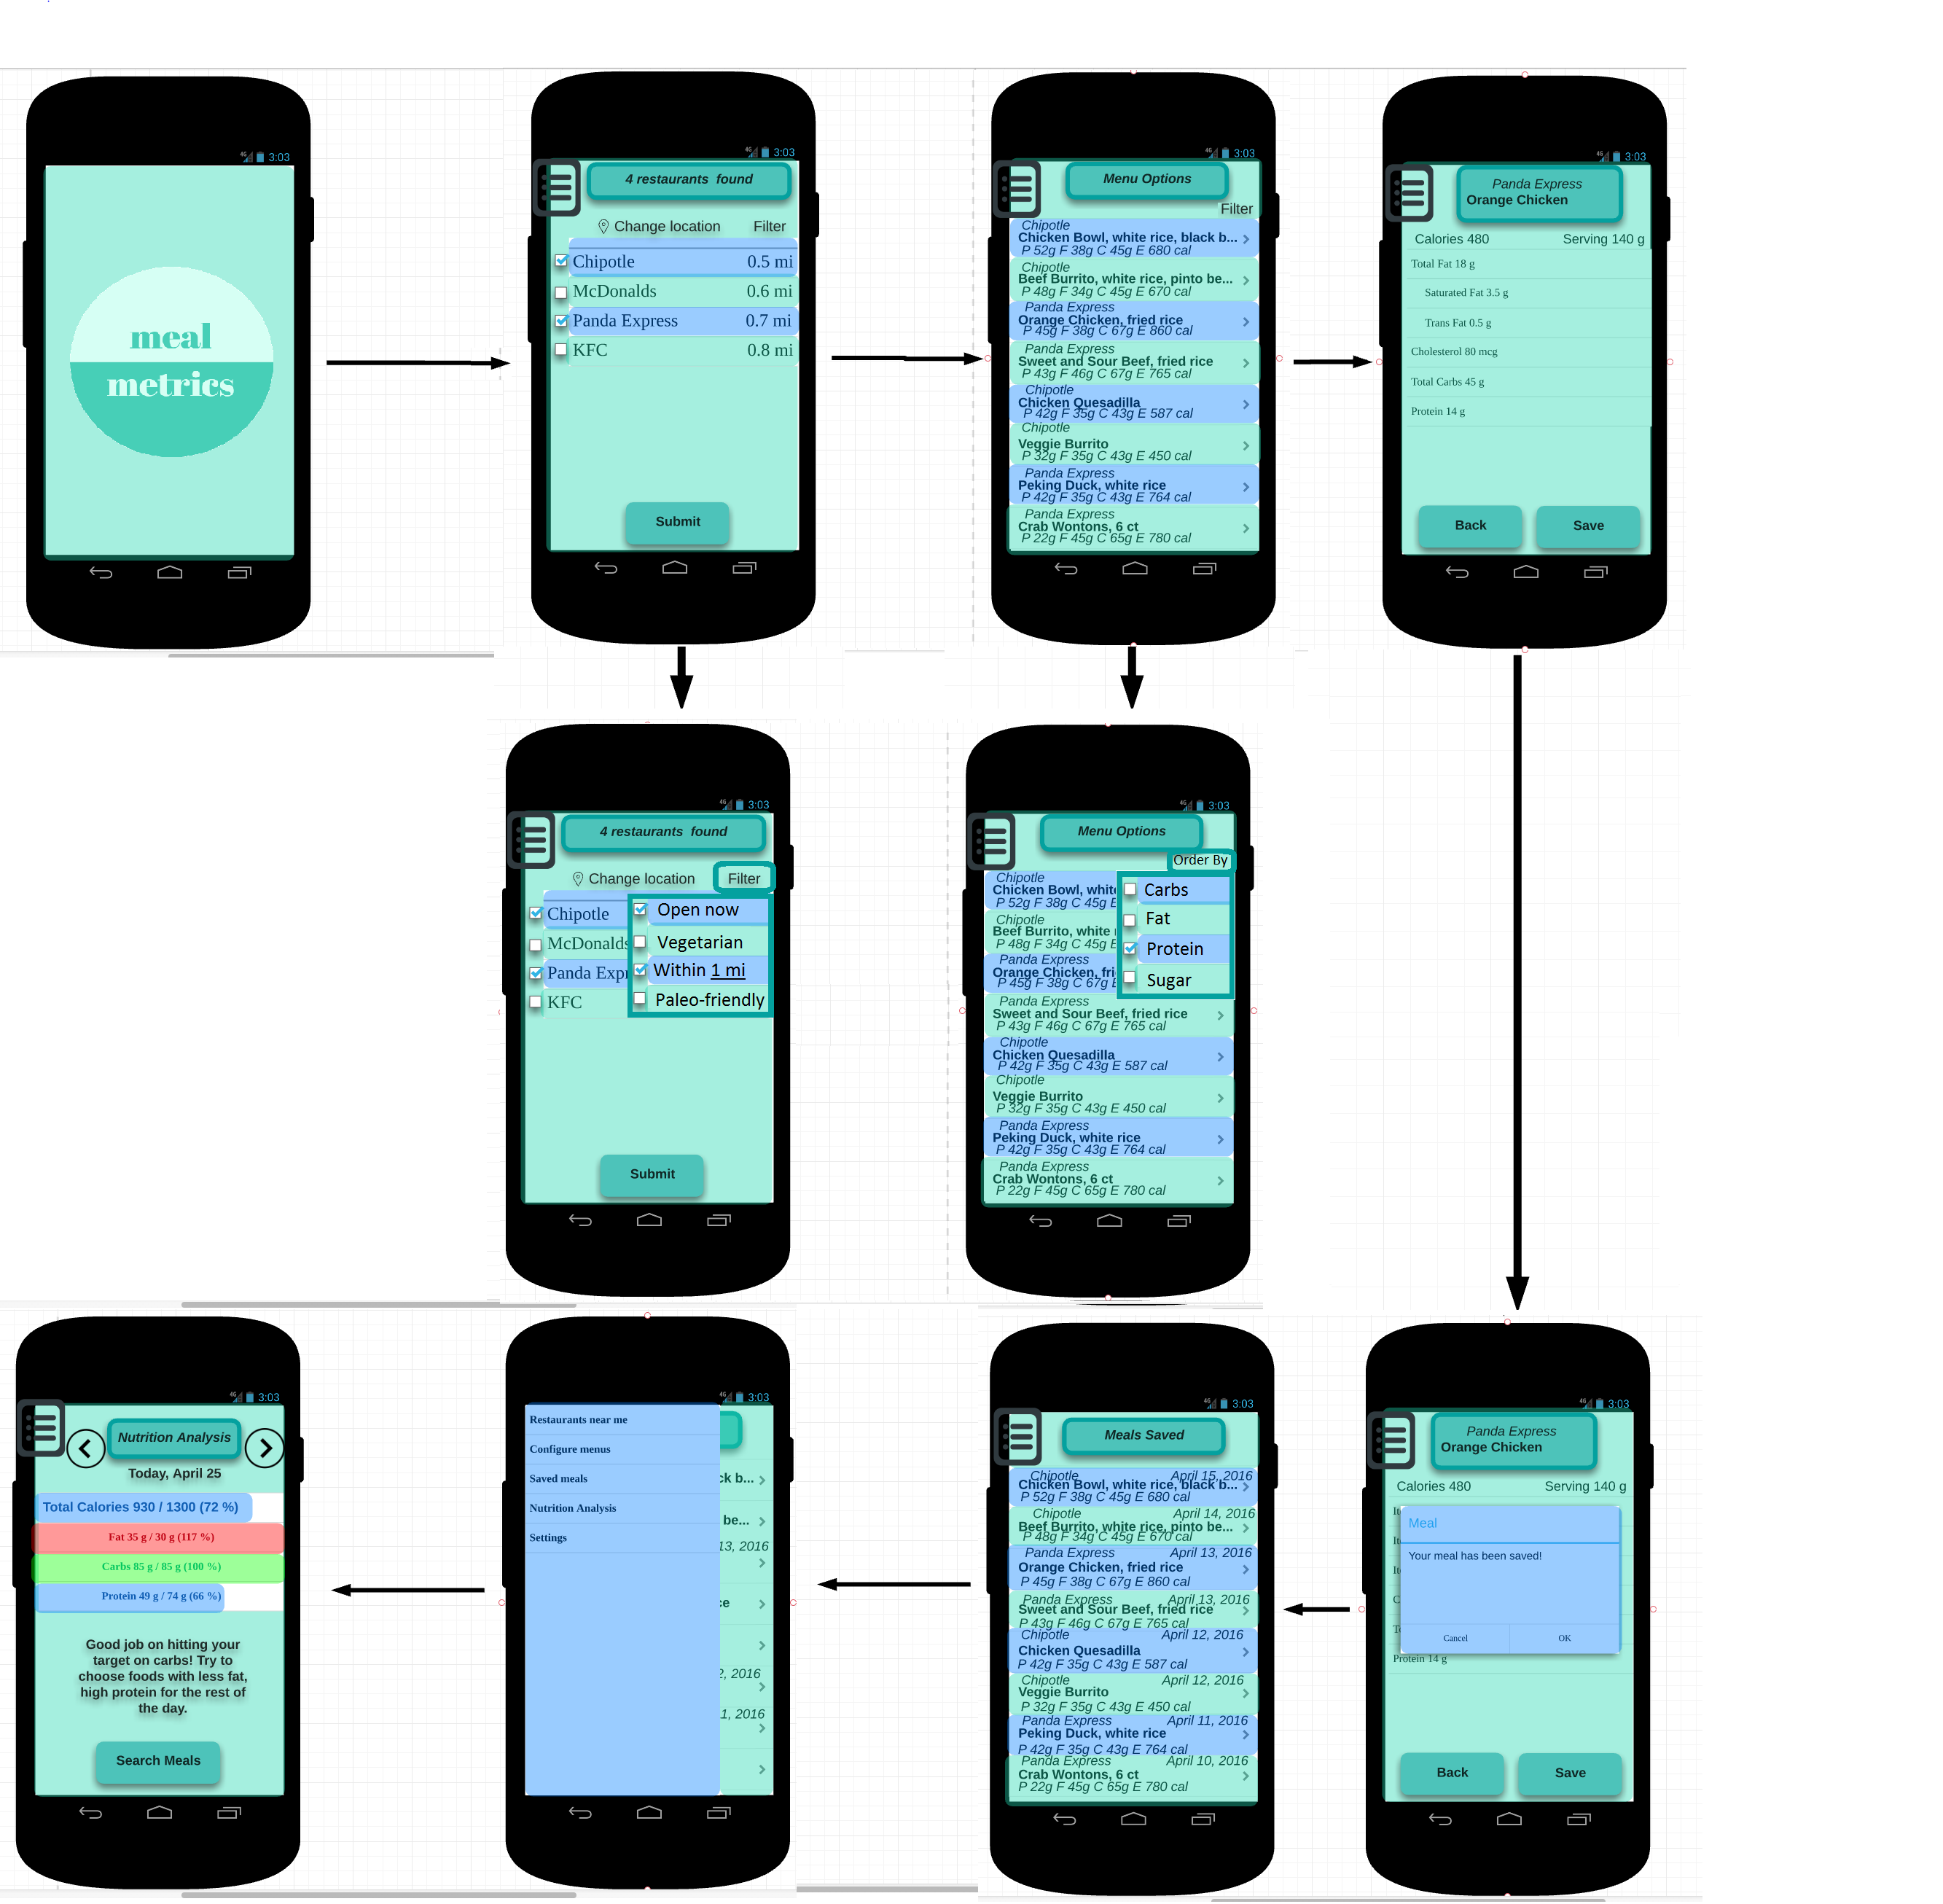 4G 3:03
meal
metrics
4G 3:03
4 restaurants found
Change location Filter
Chipotle 0.5 mi
McDonalds 0.6 mi
Panda Express 0.7 mi
KFC 0.8 mi
Submit
4G 3:03
Menu Options
Filter
Chipotle
Chicken Bowl, white rice, black b...
P 52g F 38g C 45g E 680 cal
Chipotle
Beef Burrito, white rice, pinto be...
P 48g F 34g C 45g E 670 cal
Panda Express
Orange Chicken, fried rice
P 45g F 38g C 67g E 860 cal
Panda Express
Sweet and Sour Beef, fried rice
P 43g F 46g C 67g E 765 cal
Chipotle
Chicken Quesadilla
P 42g F 35g C 43g E 587 cal
Chipotle
Veggie Burrito
P 32g F 35g C 43g E 450 cal
Panda Express
Peking Duck, white rice
P 42g F 35g C 43g E 764 cal
Panda Express
Crab Wontons, 6 ct
P 22g F 45g C 65g E 780 cal
4G 3:03
Panda Express
Orange Chicken
Calories 480 Serving 140 g
Total Fat 18 g
Saturated Fat 3.5 g
Trans Fat 0.5 g
Cholesterol 80 mcg
Total Carbs 45 g
Protein 14 g
Back Save
4G 3:03
4 restaurants found
Change location Filter
Chipotle
McDonalds
Panda Expr
KFC
Open now
Vegetarian
Within 1 mi
Paleo-friendly
Submit
4G 3:03
Menu Options
Order By
Carbs
Fat
Protein
Sugar
Chipotle
Chicken Bowl, whit
P 52g F 38g C 45g E
Chipotle
Beef Burrito, white
P 48g F 34g C 45g E
Panda Express
Orange Chicken, fri
P 45g F 38g C 67g E
Panda Express
Sweet and Sour Beef, fried rice
P 43g F 46g C 67g E 765 cal
Chipotle
Chicken Quesadilla
P 42g F 35g C 43g E 587 cal
Chipotle
Veggie Burrito
P 32g F 35g C 43g E 450 cal
Panda Express
Peking Duck, white rice
P 42g F 35g C 43g E 764 cal
Panda Express
Crab Wontons, 6 ct
P 22g F 45g C 65g E 780 cal
4G 3:03
Nutrition Analysis
Today, April 25
Total Calories 930 / 1300 (72 %)
Fat 35 g / 30 g (117 %)
Carbs 85 g / 85 g (100 %)
Protein 49 g / 74 g (66 %)
Good job on hitting your
target on carbs! Try to
choose foods with less fat,
high protein for the rest of
the day.
Search Meals
4G 3:03
Restaurants near me
Configure menus
Saved meals
Nutrition Analysis
Settings
ck b...
be...
13, 2016
ce
2, 2016
1, 2016
4G 3:03
Meals Saved
Chipotle April 15, 2016
Chicken Bowl, white rice, black b...
P 52g F 38g C 45g E 680 cal
Chipotle April 14, 2016
Beef Burrito, white rice, pinto be...
P 48g F 34g C 45g E 670 cal
Panda Express April 13, 2016
Orange Chicken, fried rice
P 45g F 38g C 67g E 860 cal
Panda Express April 13, 2016
Sweet and Sour Beef, fried rice
P 43g F 46g C 67g E 765 cal
Chipotle April 12, 2016
Chicken Quesadilla
P 42g F 35g C 43g E 587 cal
Chipotle April 12, 2016
Veggie Burrito
P 32g F 35g C 43g E 450 cal
Panda Express April 11, 2016
Peking Duck, white rice
P 42g F 35g C 43g E 764 cal
Panda Express April 10, 2016
Crab Wontons, 6 ct
P 22g F 45g C 65g E 780 cal
4G 3:03
Panda Express
Orange Chicken
Calories 480 Serving 140 g
Meal
Your meal has been saved!
Cancel OK
Protein 14 g
Back Save